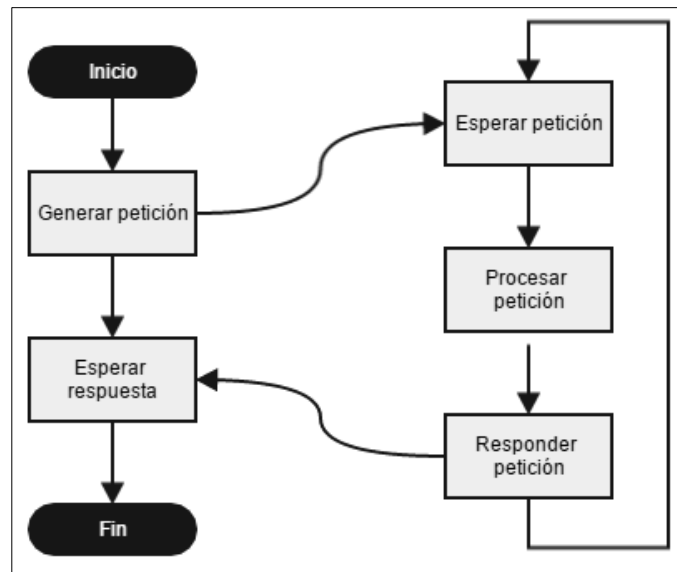 Inicio
Generar petición
Esperar
respuesta
Fin
Esperar petición
Procesar
petición
Responder
petición